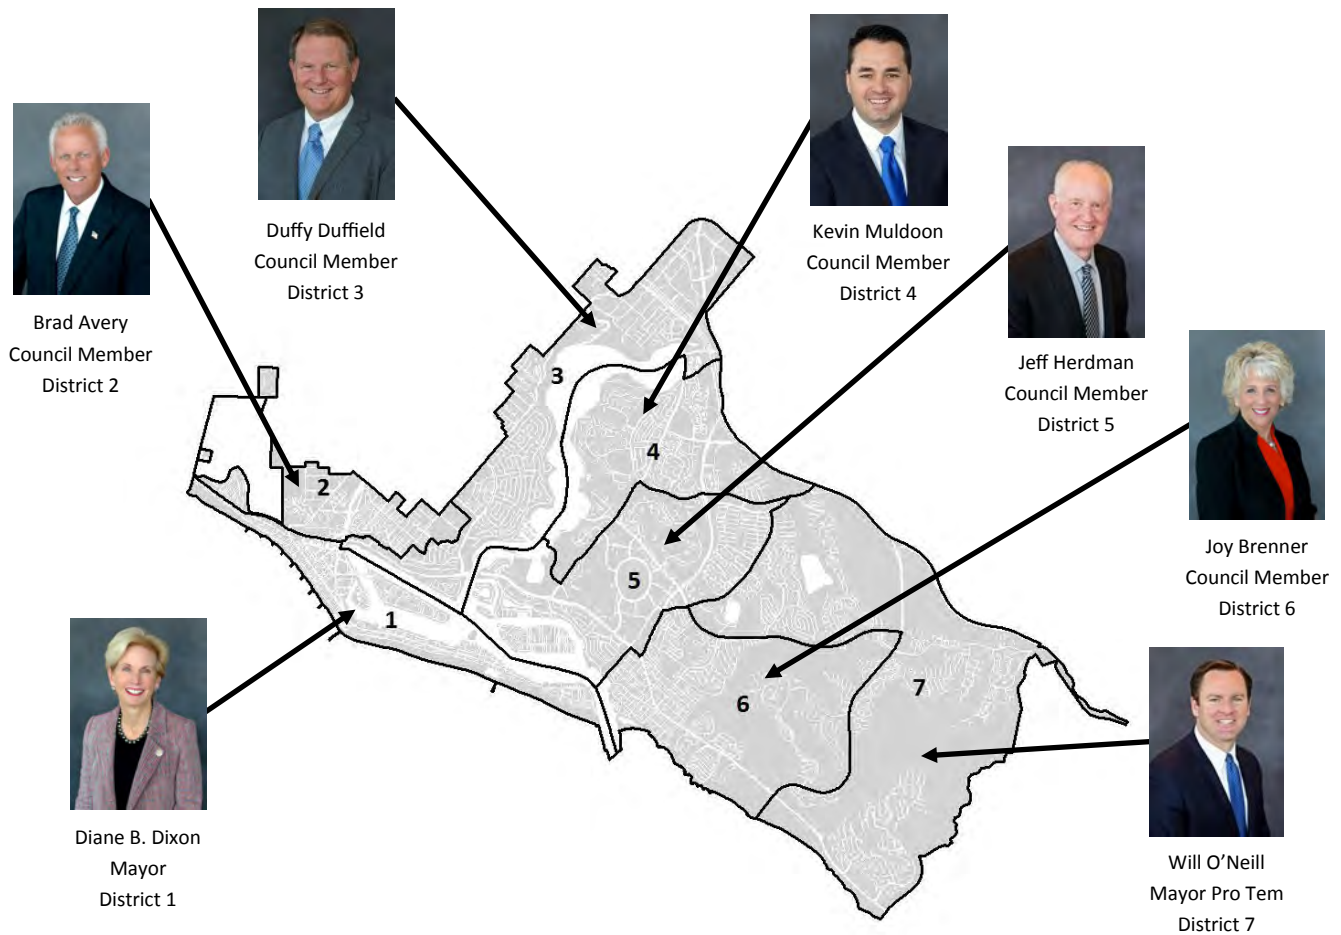 Duffy Duffield
Council Member
District 3
Kevin Muldoon
Council Member
District 4
Brad Avery
Council Member
District 2
Jeff Herdman
Council Member
District 5
Joy Brenner
Council Member
District 6
3
4
2
5
1
7
6
Diane B. Dixon
Mayor
District 1
Will O’Neill
Mayor Pro Tem
District 7